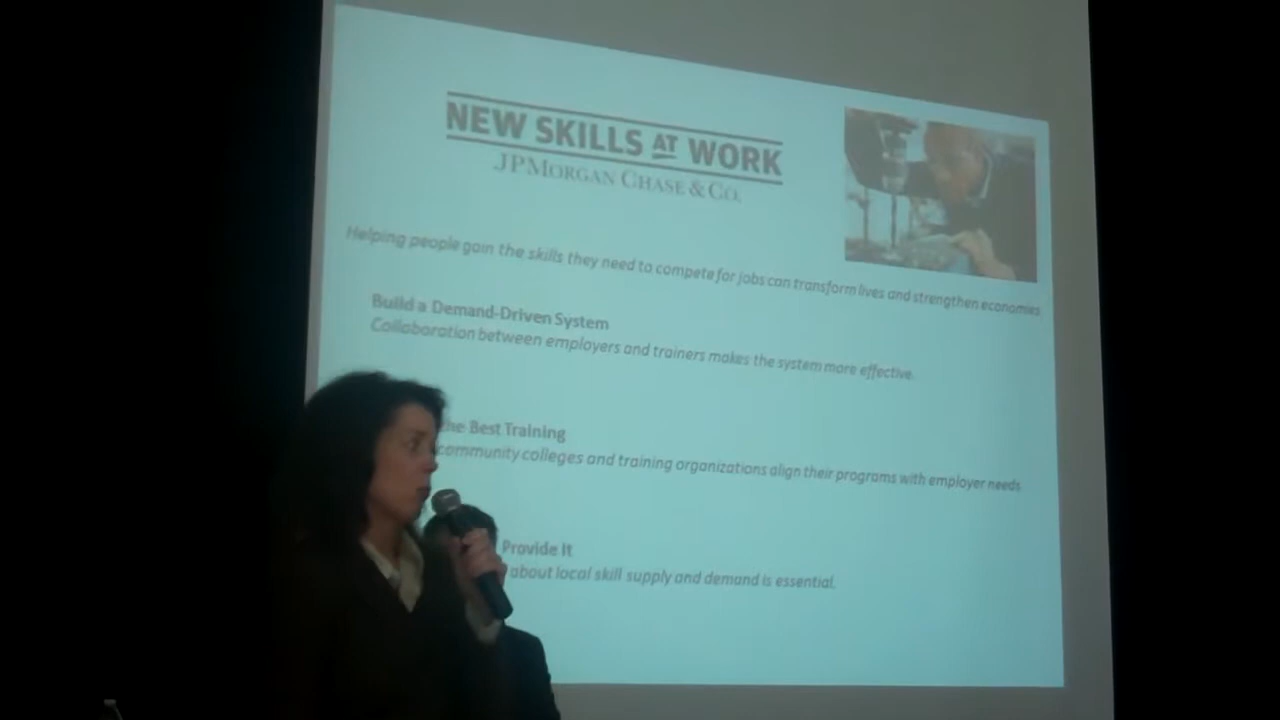 NEW SKILLS AT WORK
JPMORGAN CHASE & CO.
Helping people gain the skills they need to compete for jobs can transform lives and strengthen economies
Build a Demand-Driven System
Collaboration between employers and trainers makes the system more effective.
the Best Training
community colleges and training organizations align their programs with employer needs
Provide It
about local skill supply and demand is essential.